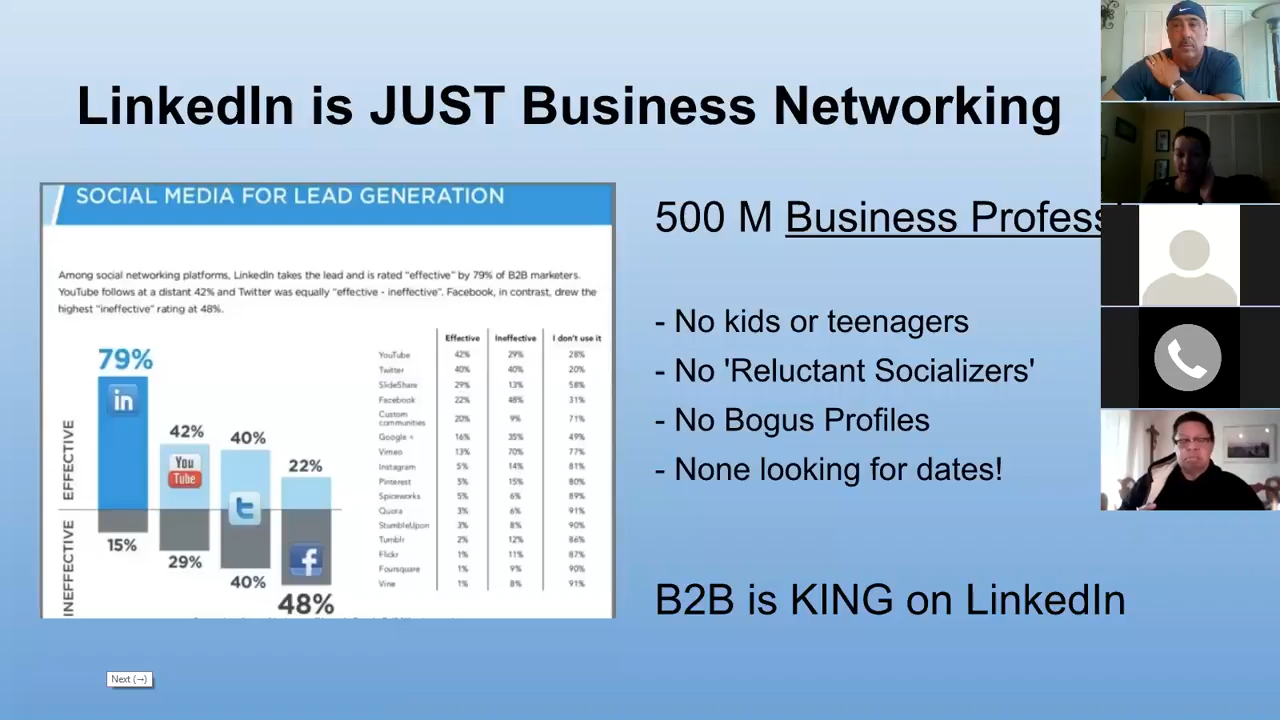 LinkedIn is JUST Business Networking
SOCIAL MEDIA FOR LEAD GENERATION
Among social networking platforms, LinkedIn takes the lead and is rated "effective" by 79% of B2B marketers.
YouTube follows at a distant 42% and Twitter was equally "effective - ineffective". Facebook, in contrast, drew the
highest "ineffective" rating at 48%.
79%
in
42%
You
Tube
40%
t
22%
f
EFFECTIVE
INEFFECTIVE
15%
29%
40%
48%
Effective Ineffective I don't use it
YouTube 42% 29% 28%
Twitter 40% 40% 20%
SlideShare 29% 13% 58%
Facebook 22% 48% 31%
Custom
communities 20% 9% 71%
Google + 16% 35% 49%
Vimeo 13% 70% 77%
Instagram 5% 14% 81%
Pinterest 5% 15% 80%
Spiceworks 5% 6% 89%
Quora 3% 6% 91%
StumbleUpon 3% 8% 90%
Tumblr 2% 12% 86%
Flickr 1% 11% 87%
Foursquare 1% 9% 90%
Vine 1% 8% 91%
500 M Business Profess
- No kids or teenagers
- No 'Reluctant Socializers'
- No Bogus Profiles
- None looking for dates!
B2B is KING on LinkedIn
Next (→)